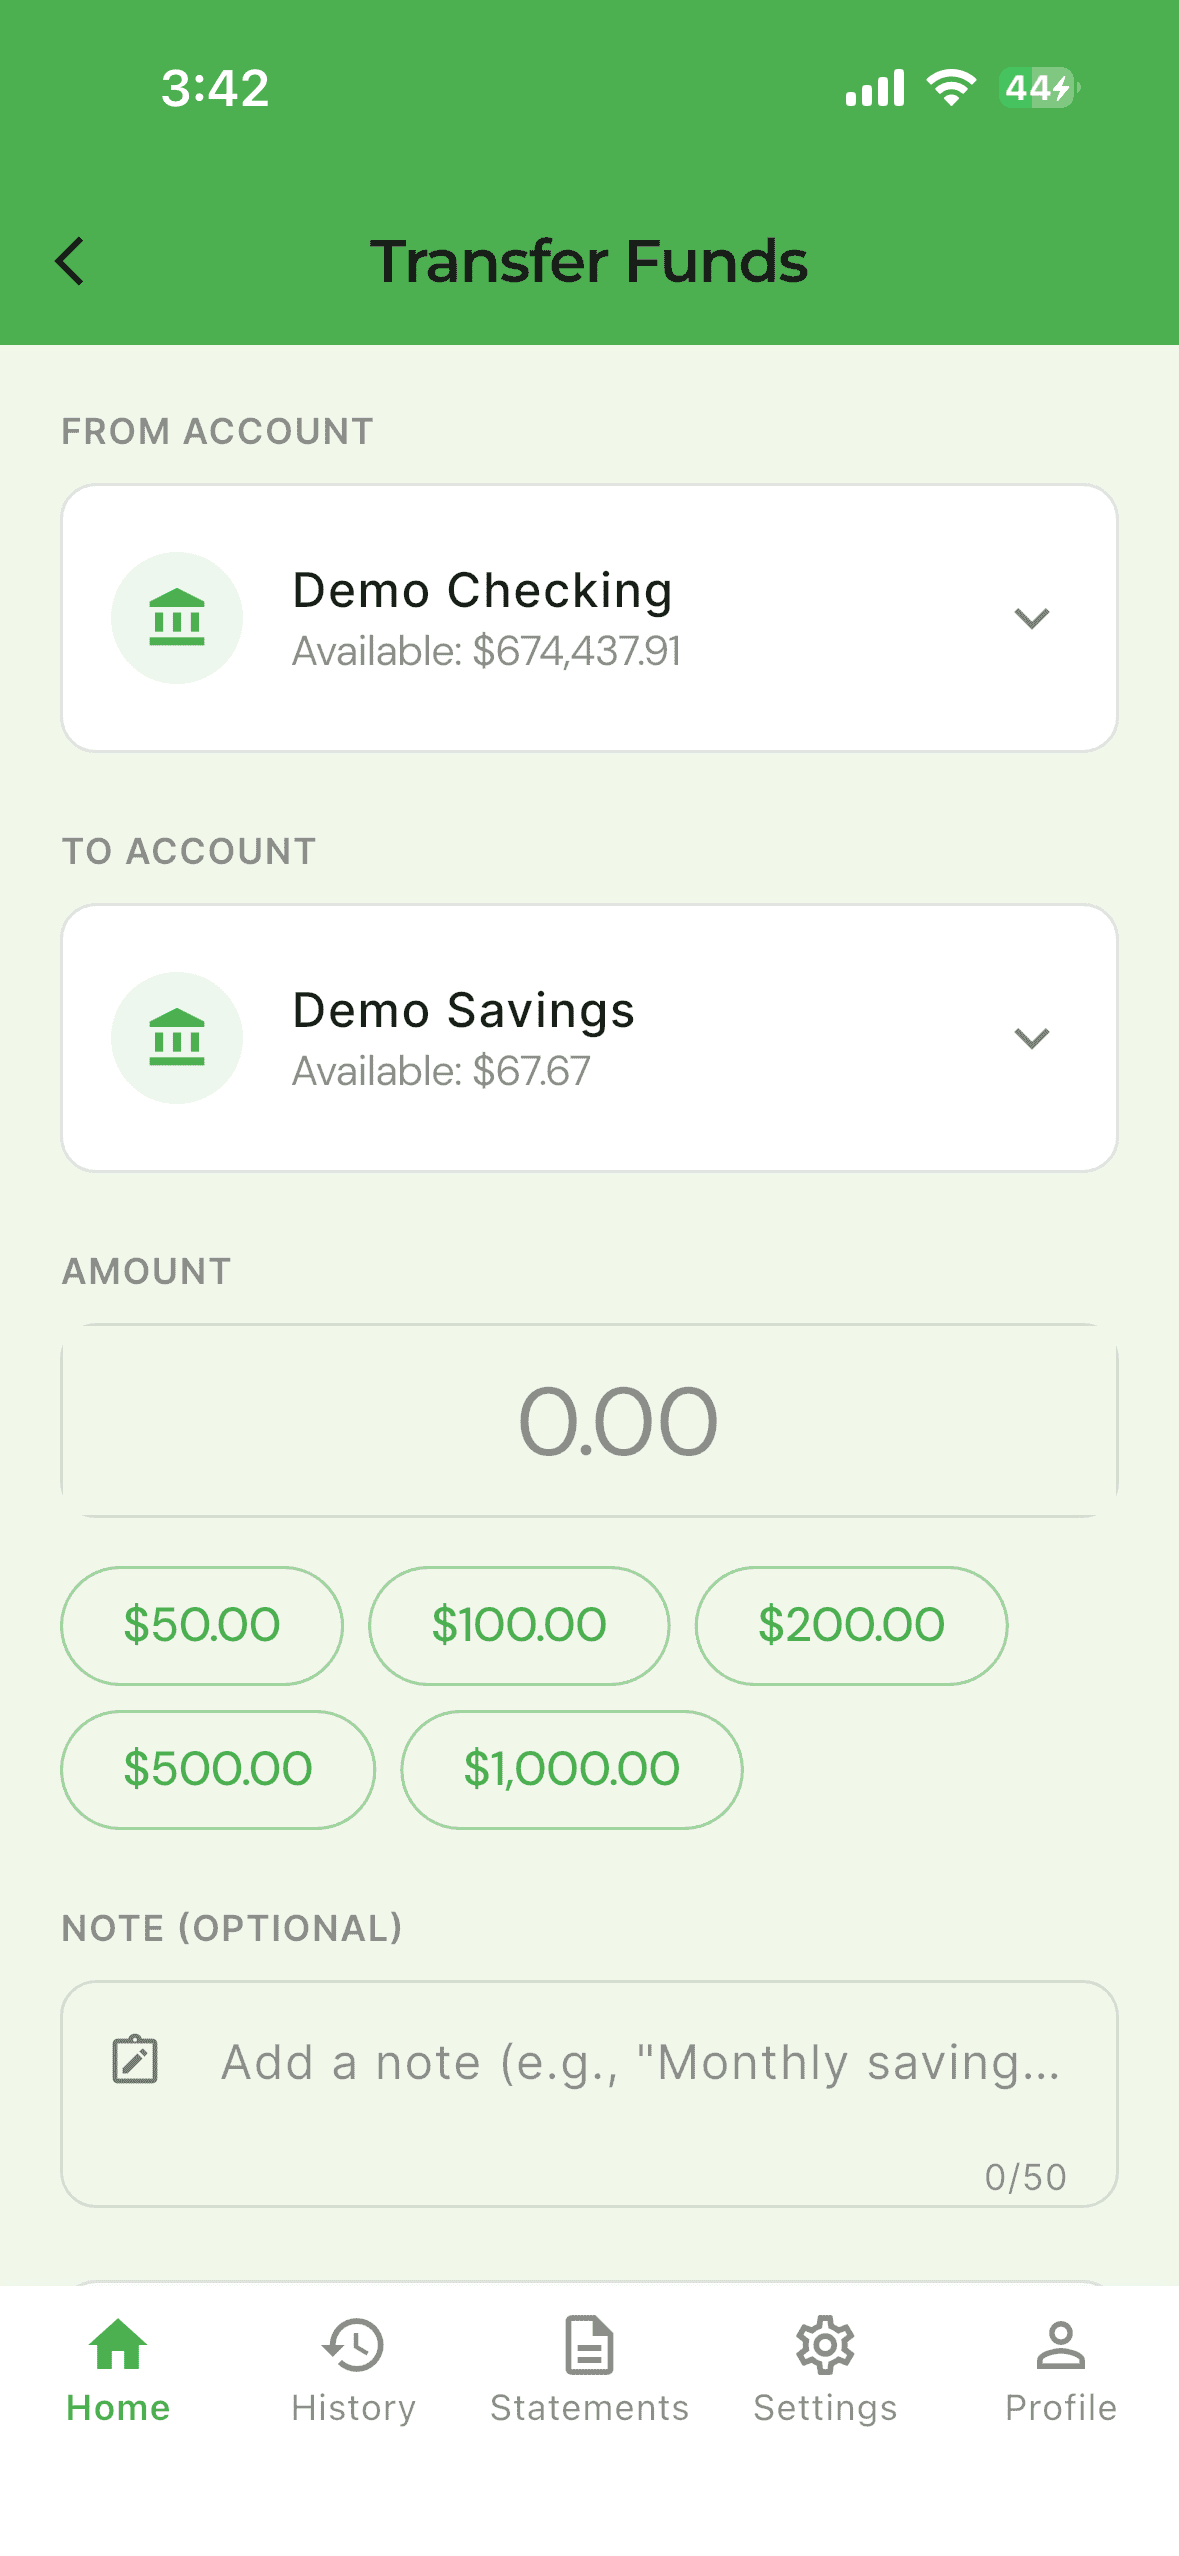 3:42
44
Transfer Funds
FROM ACCOUNT
Demo Checking
Available: $674,437.91
TO ACCOUNT
Demo Savings
Available: $67.67
AMOUNT
0.00
$50.00 $100.00 $200.00
$500.00 $1,000.00
NOTE (OPTIONAL)
Add a note (e.g., "Monthly saving...
0/50
Home History Statements Settings Profile